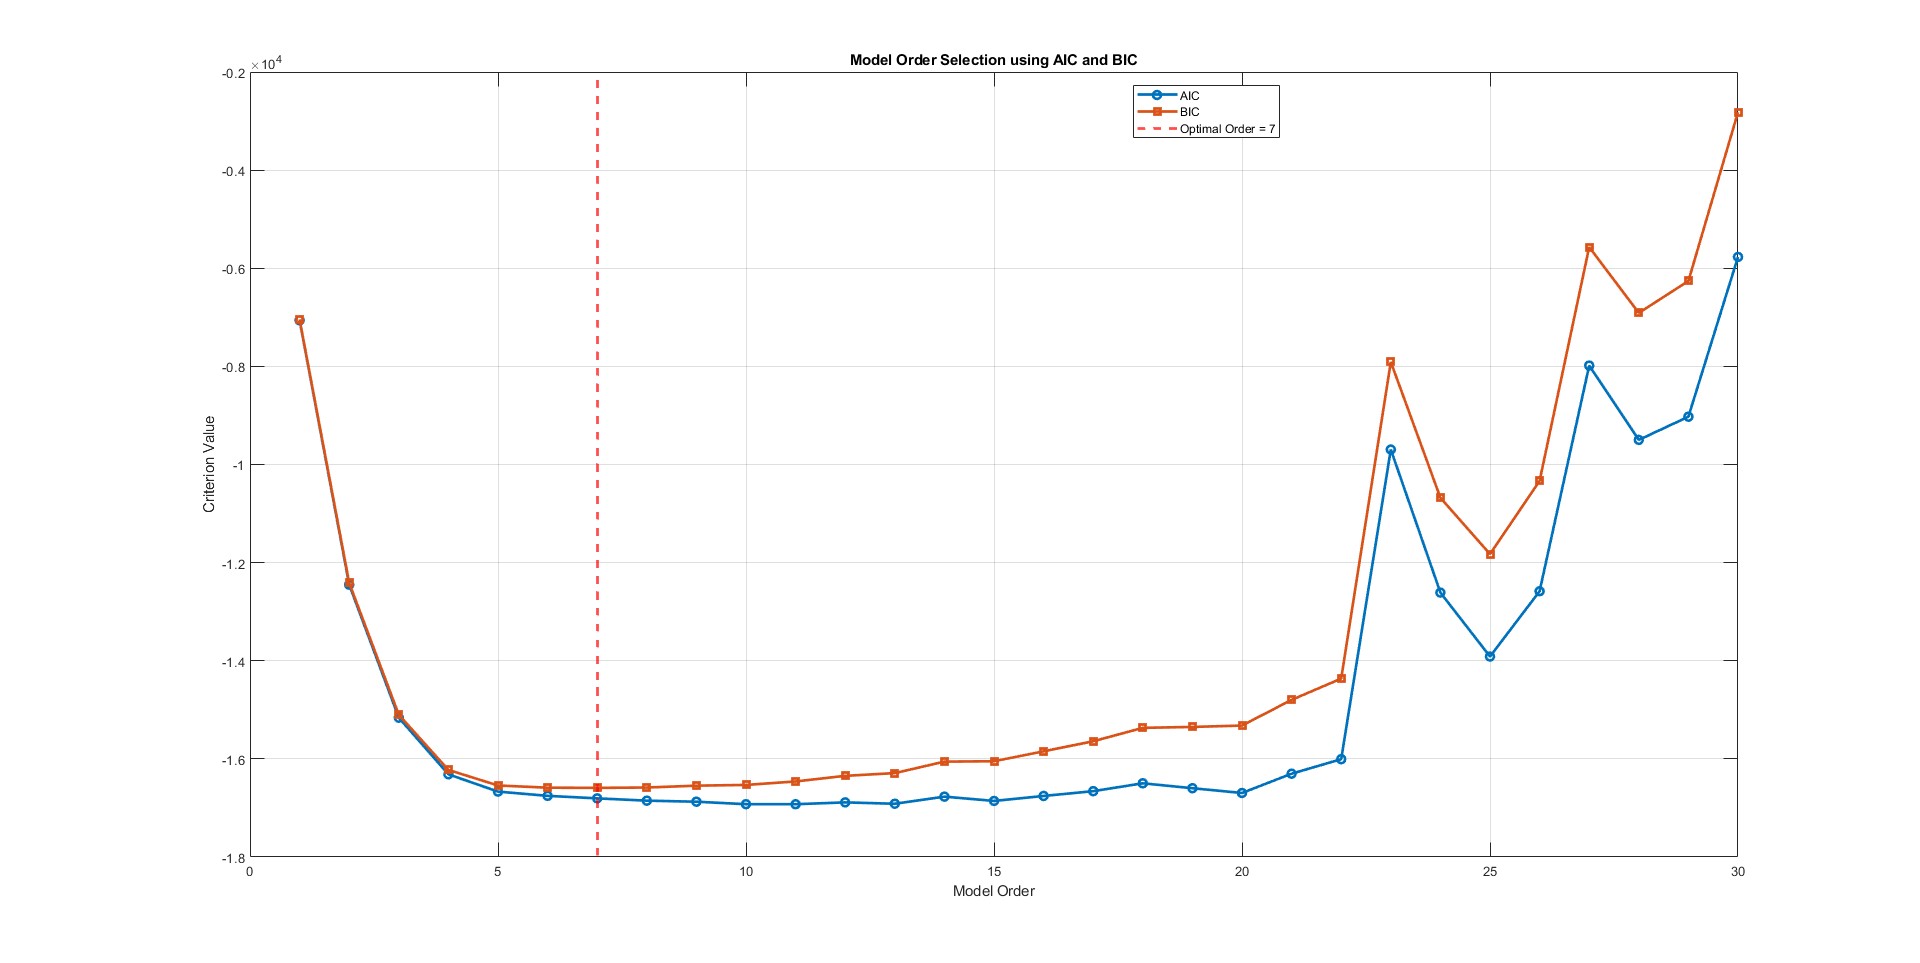 Model Order Selection using AIC and BIC
×10^4
AIC
BIC
Optimal Order = 7
-0.2
-0.4
-0.6
-0.8
-1
-1.2
-1.4
-1.6
-1.8
Criterion Value
0 5 10 15 20 25 30
Model Order